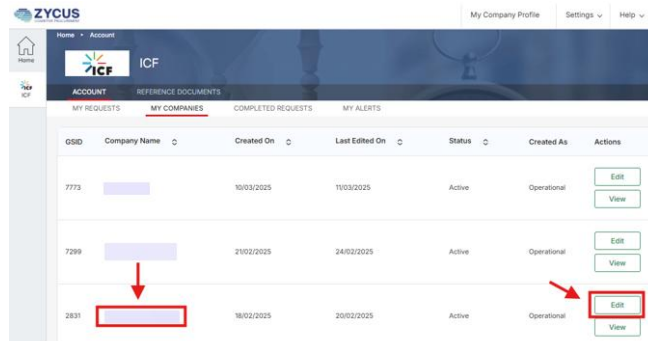 ZYCUS
My Company Profile Settings Help
Home • Account
Home
ICF ICF
ICF
ICF
ACCOUNT REFERENCE DOCUMENTS
MY REQUESTS MY COMPANIES COMPLETED REQUESTS MY ALERTS
GSID Company Name Created On Last Edited On Status Created As Actions
7773 10/03/2025 11/03/2025 Active Operational Edit
View
7299 21/02/2025 24/02/2025 Active Operational Edit
View
2831 18/02/2025 20/02/2025 Active Operational Edit
View